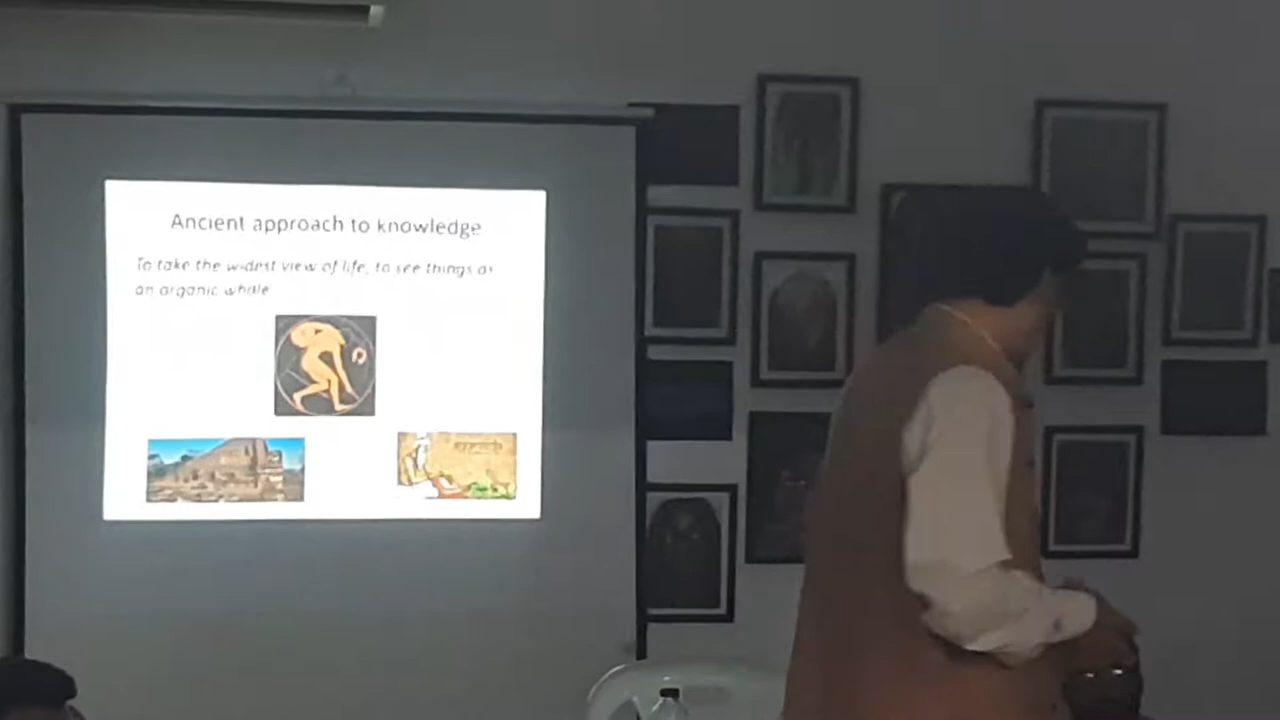 Ancient approach to knowledge
To take the widest view of life, to see things as
an organic whole